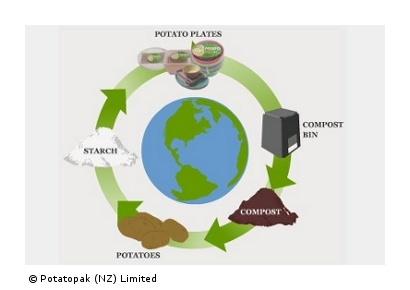 POTATO PLATES
COMPOST
BIN
STARCH
COMPOST
POTATOES
© Potatopak (NZ) Limited